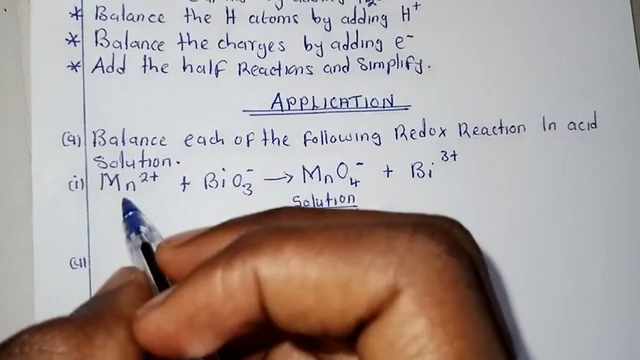 * Balance the H atoms by adding H⁺
* Balance the charges by adding e⁻
* Add the half Reactions and Simplify.
APPLICATION
(a) Balance each of the following Redox Reaction In acid
Solution.
(i) Mn²⁺ + BiO₃⁻ → MnO₄⁻ + Bi³⁺
Solution